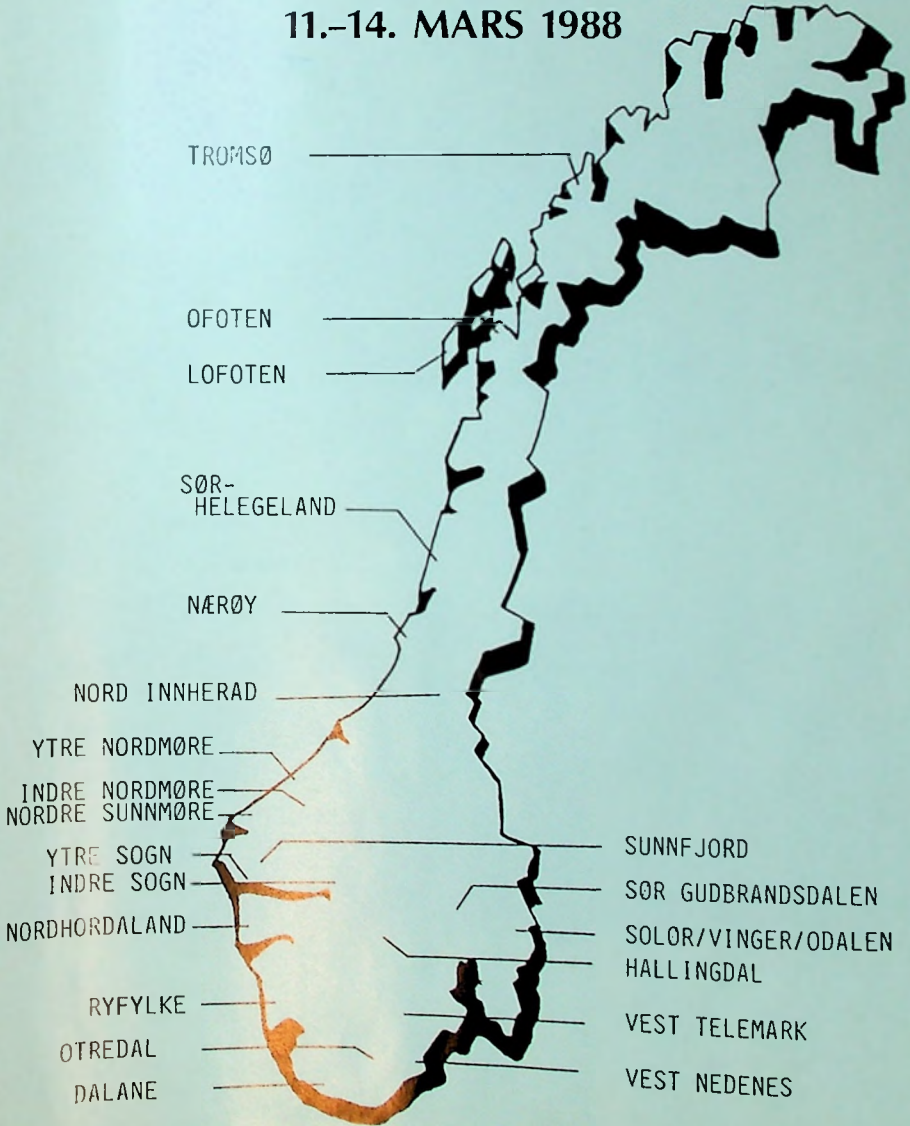 11.–14. MARS 1988
TROMSØ
OFOTEN
LOFOTEN
SØR-
HELEGELAND
NÆRØY
NORD INNHERAD
YTRE NORDMØRE
INDRE NORDMØRE
NORDRE SUNNMØRE
YTRE SOGN
INDRE SOGN
NORDHORDALAND
RYFYLKE
OTREDAL
DALANE
SUNNFJORD
SØR GUDBRANDSDALEN
SOLØR/VINGER/ODALEN
HALLINGDAL
VEST TELEMARK
VEST NEDENES